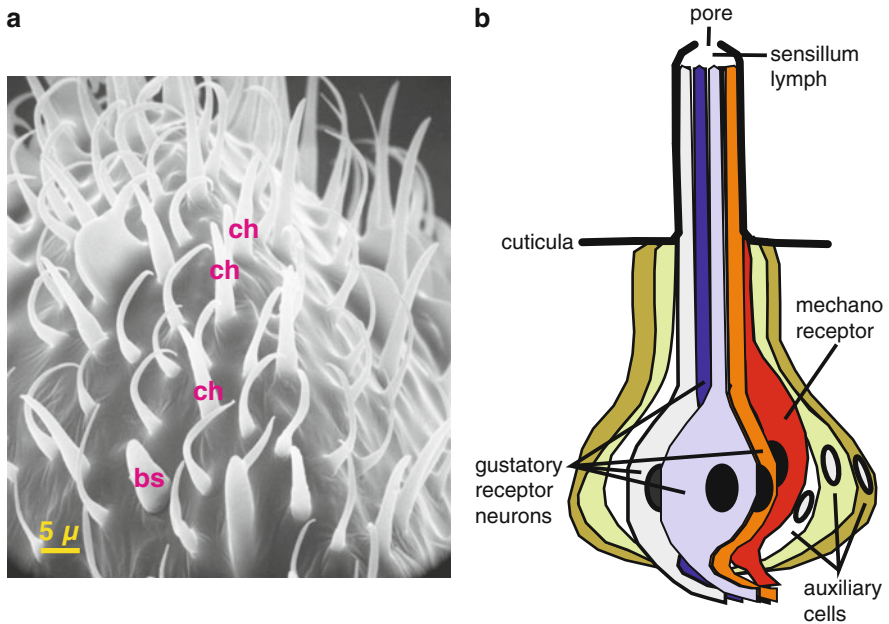 a
ch
ch
ch
bs
5 µ
b
pore
sensillum
lymph
cuticula
mechano
receptor
gustatory
receptor
neurons
auxiliary
cells